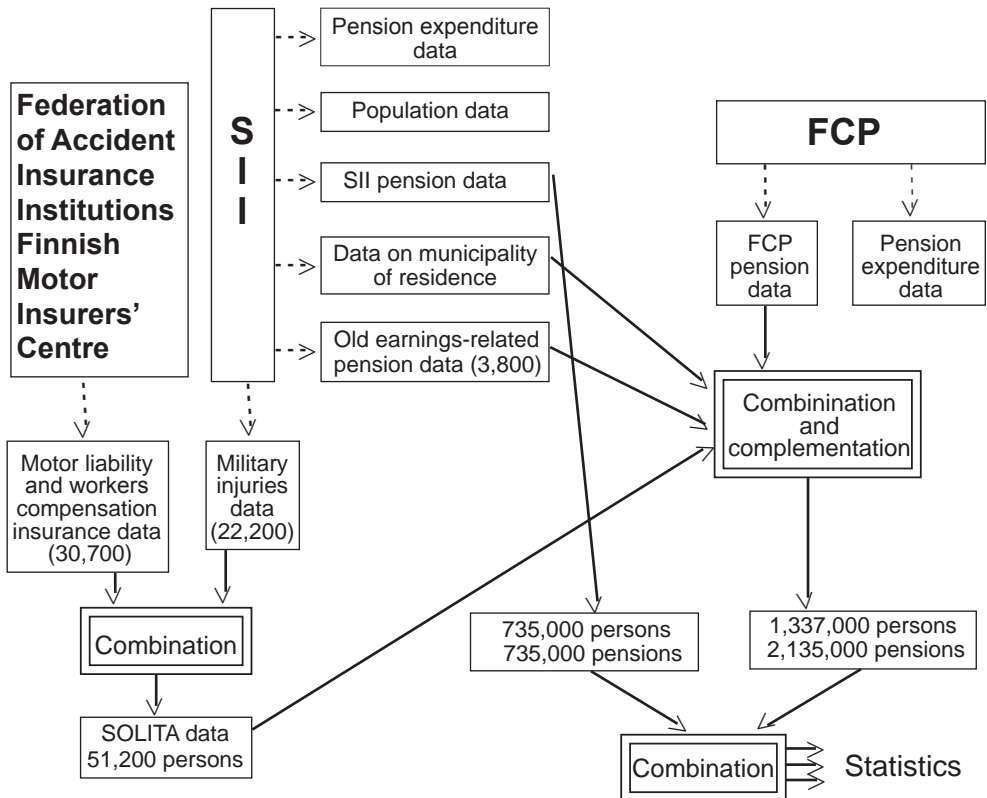 Federation
of Accident
Insurance
Institutions
Finnish
Motor
Insurers'
Centre
S
I
I
Pension expenditure
data
Population data
SII pension data
Data on municipality
of residence
Old earnings-related
pension data (3,800)
FCP
FCP
pension
data
Pension
expenditure
data
Combinination
and
complementation
Motor liability
and workers
compensation
insurance data
(30,700)
Military
injuries
data
(22,200)
Combination
SOLITA data
51,200 persons
735,000 persons
735,000 pensions
1,337,000 persons
2,135,000 pensions
Combination
Statistics